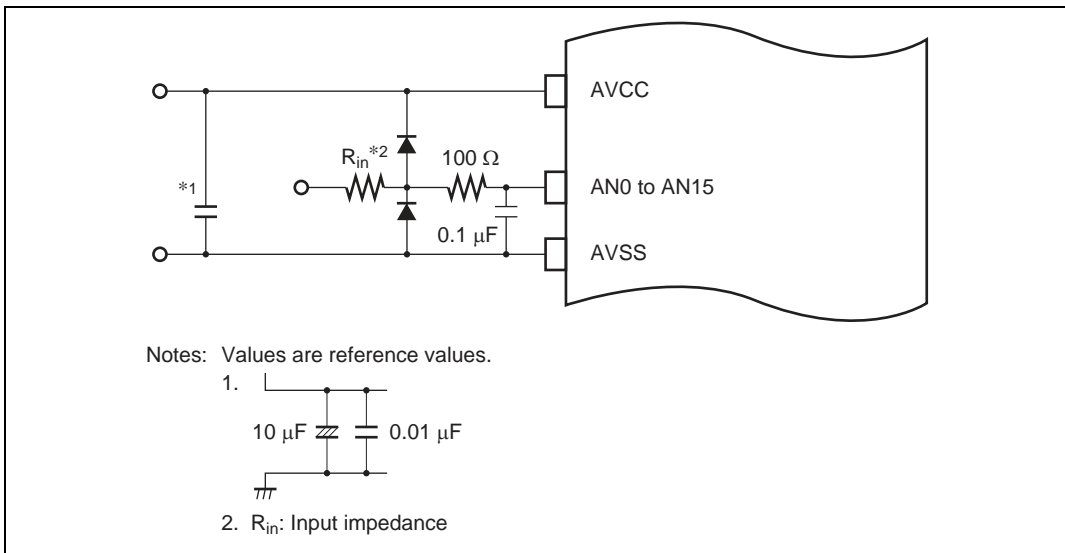 AVCC
R_in*2
100 Ω
*1
AN0 to AN15
0.1 μF
AVSS
Notes: Values are reference values.
1.
10 μF 0.01 μF
2. R_in: Input impedance